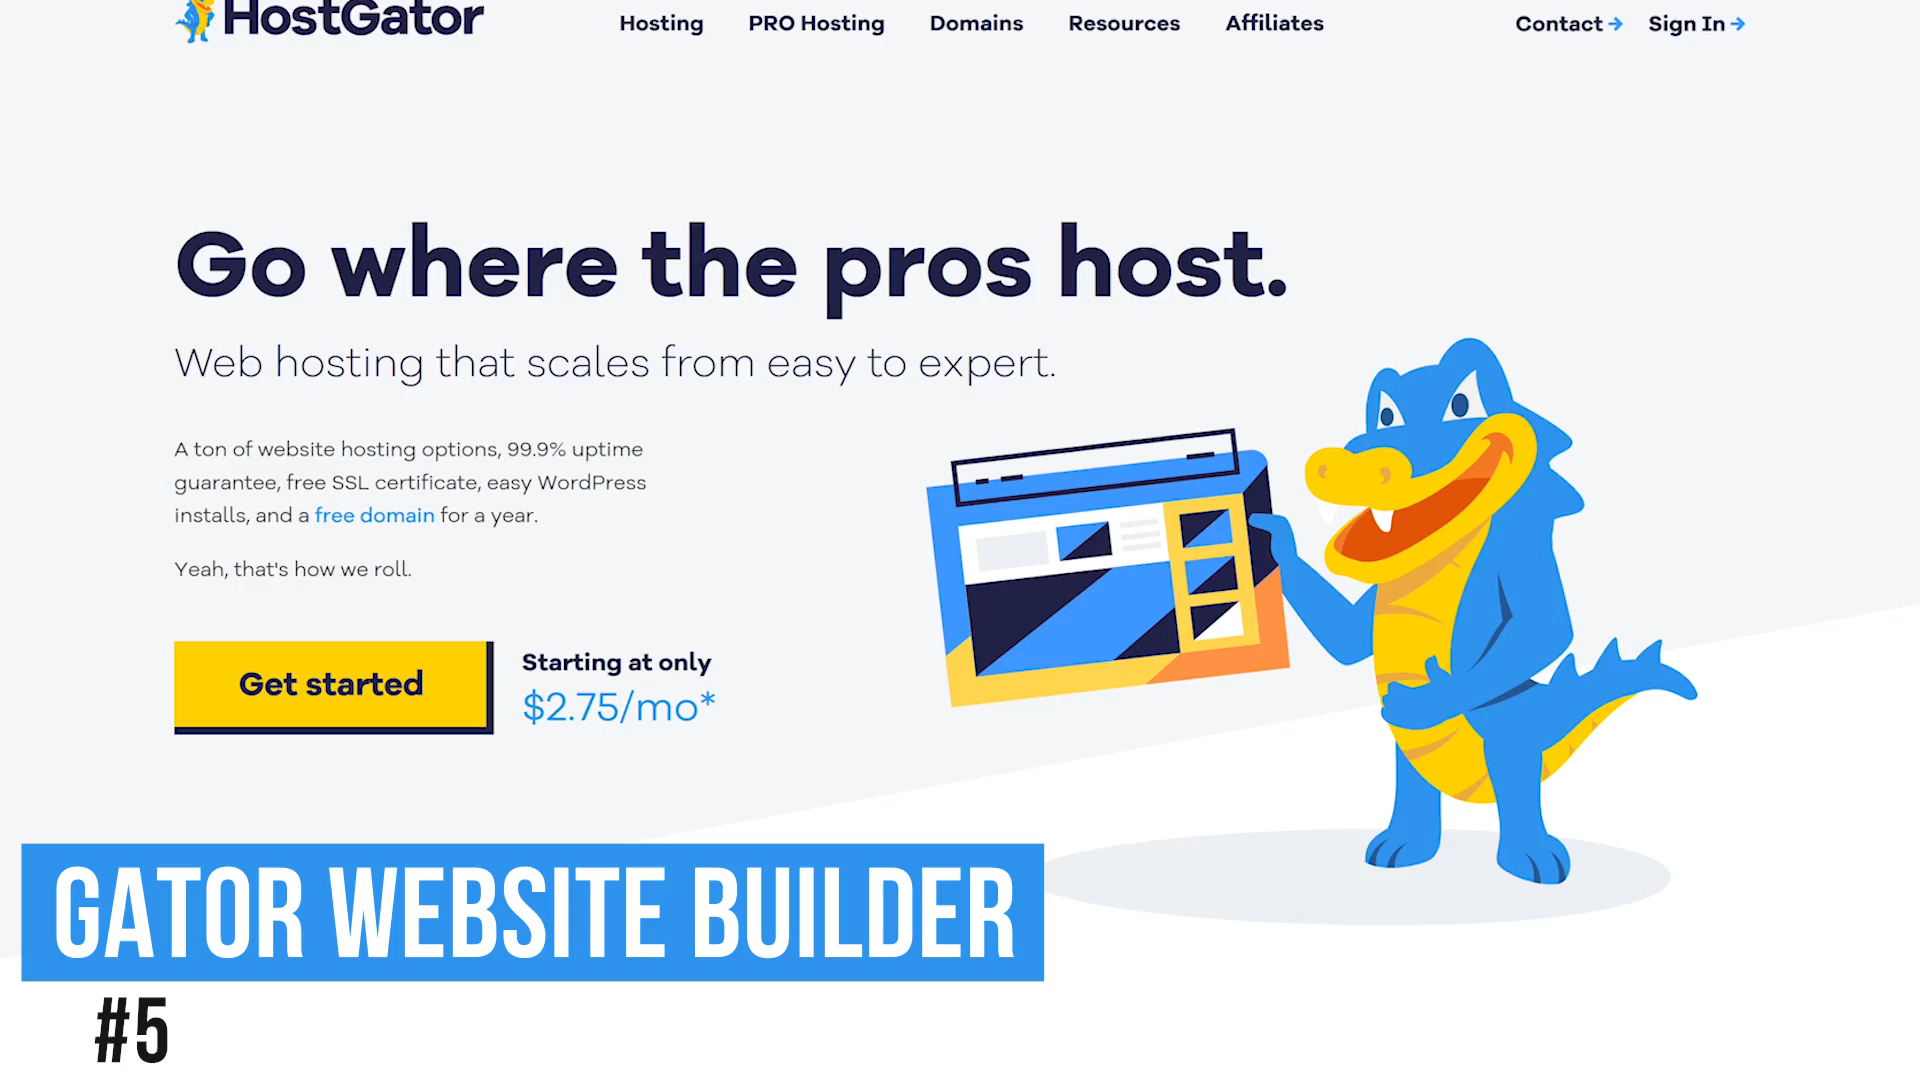 HostGator
Hosting PRO Hosting Domains Resources Affiliates Contact → Sign In →
Go where the pros host.
Web hosting that scales from easy to expert.
A ton of website hosting options, 99.9% uptime
guarantee, free SSL certificate, easy WordPress
installs, and a free domain for a year.
Yeah, that's how we roll.
Get started
Starting at only
$2.75/mo*
GATOR WEBSITE BUILDER
#5